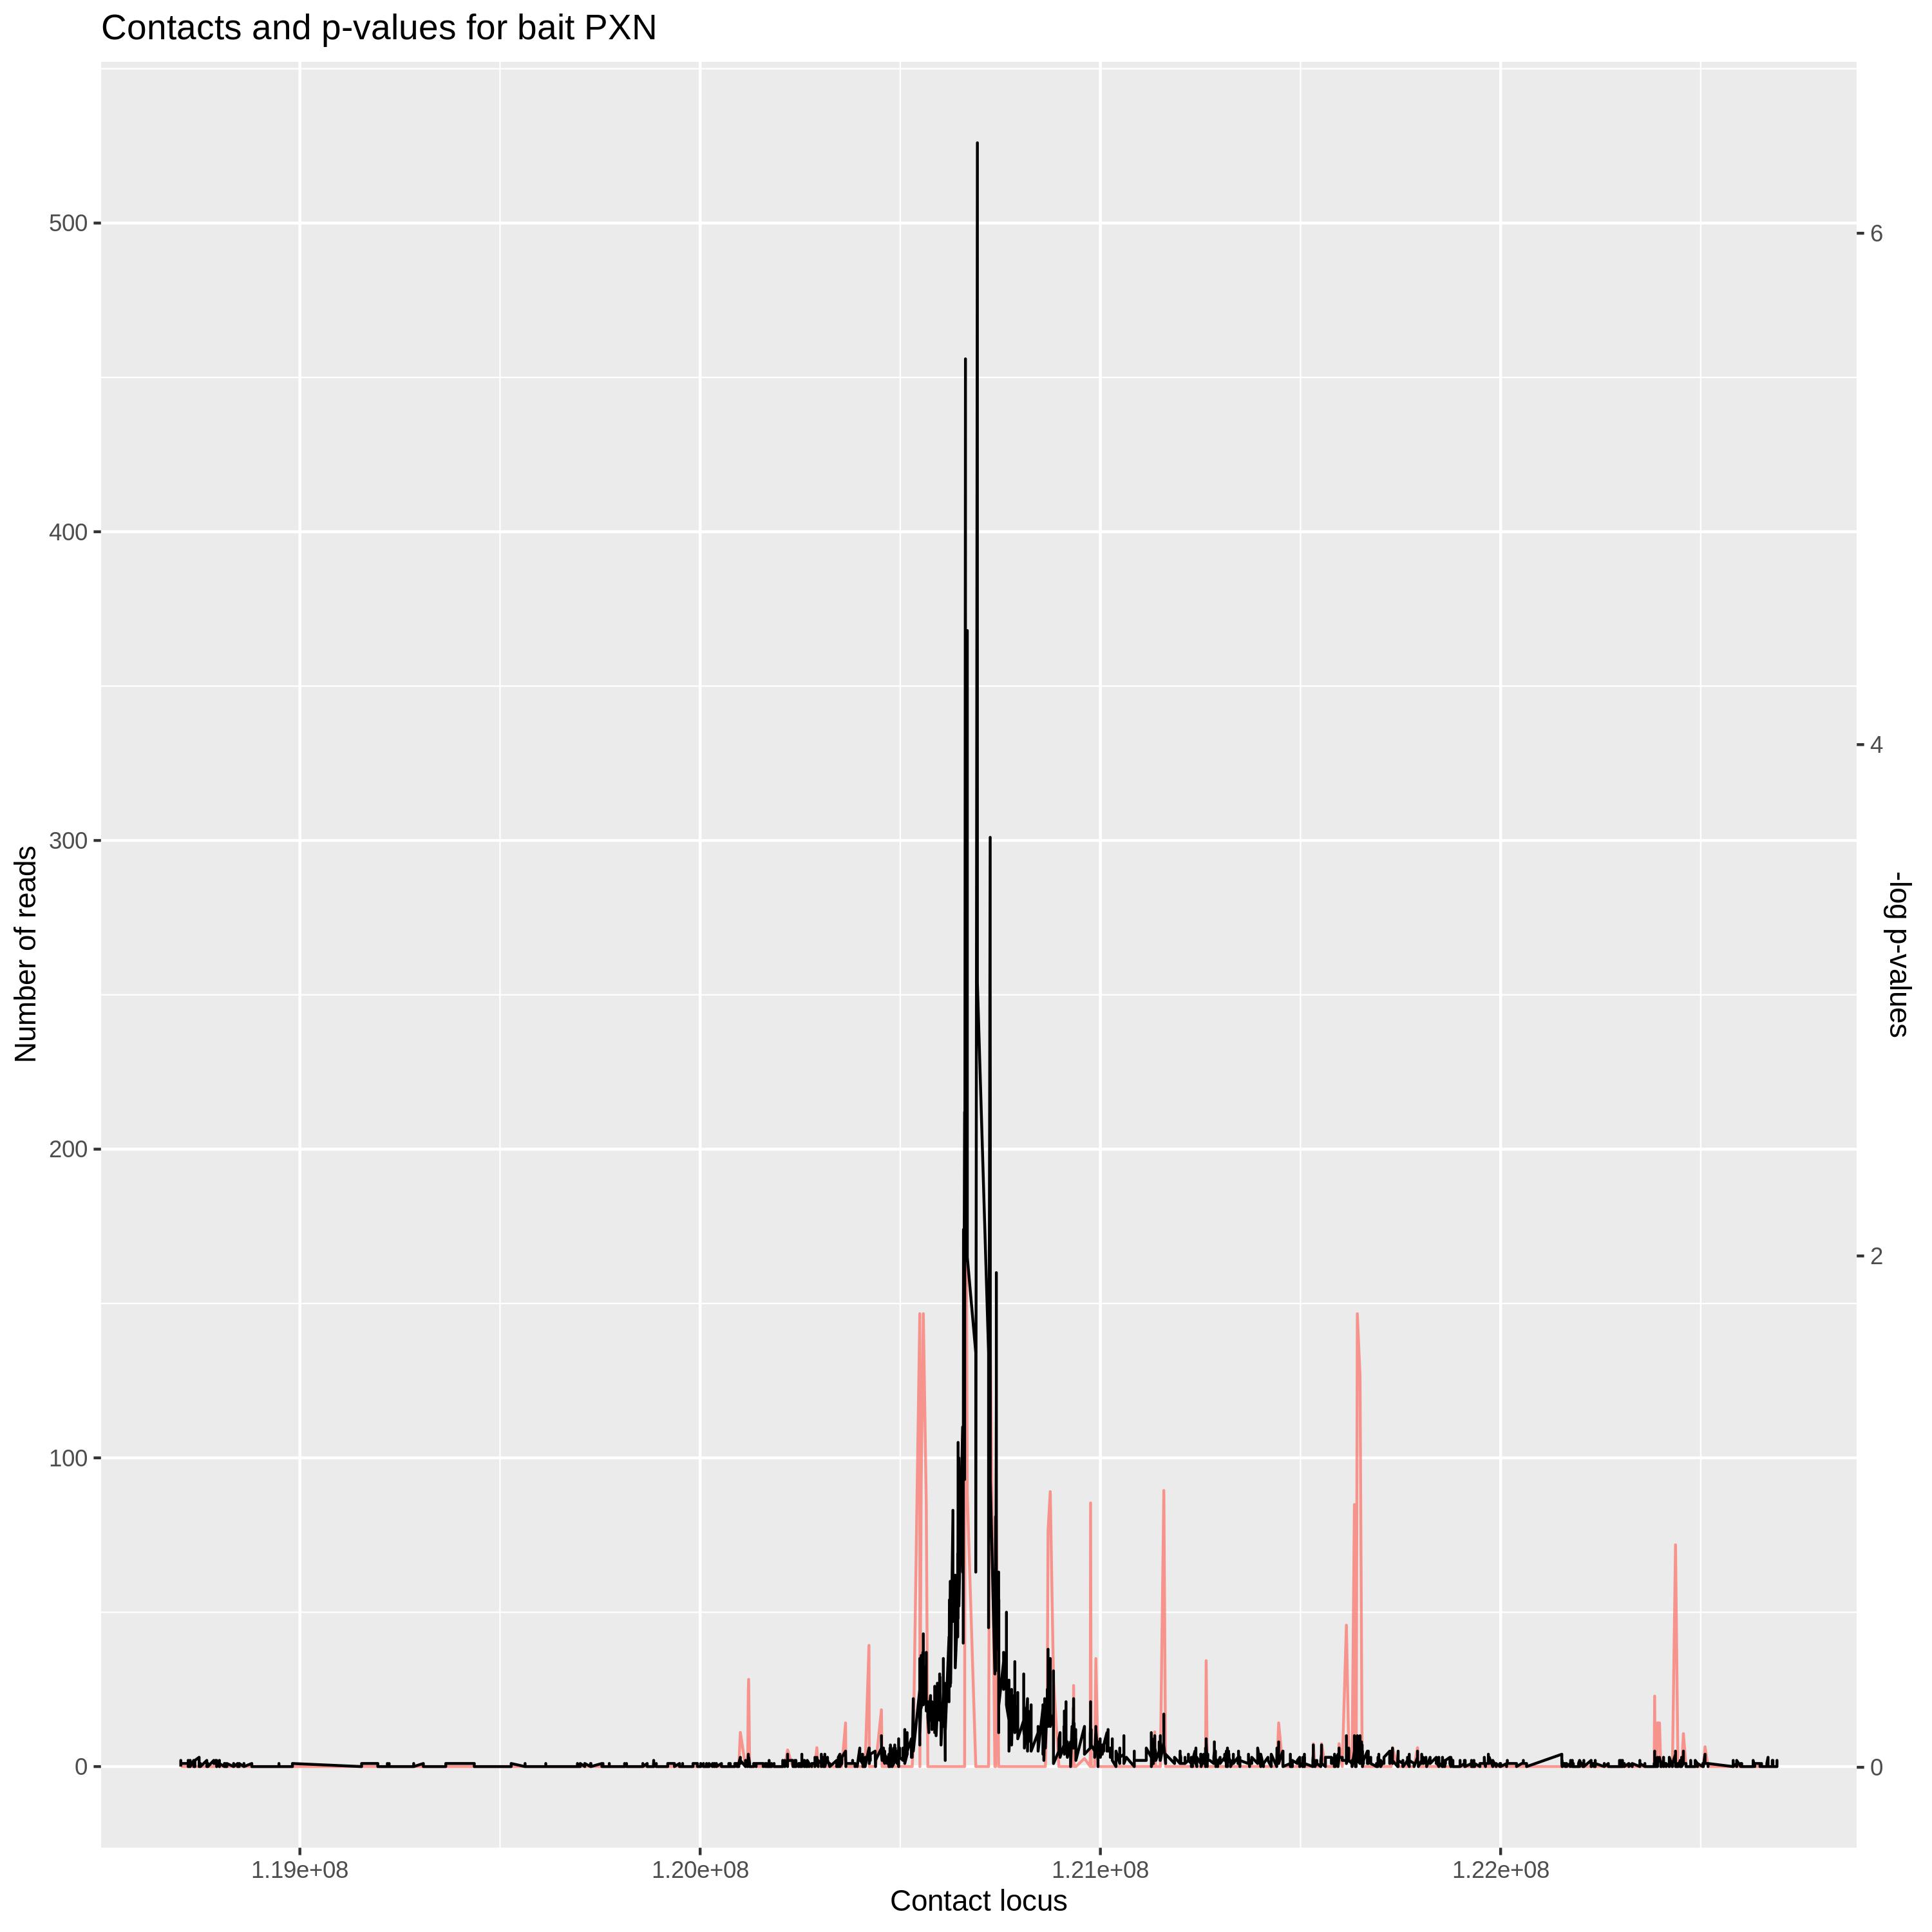 Contacts and p-values for bait PXN
500
400
300
200
100
0
6
4
2
0
Number of reads
-log p-values
1.19e+08
1.20e+08
1.21e+08
1.22e+08
Contact locus